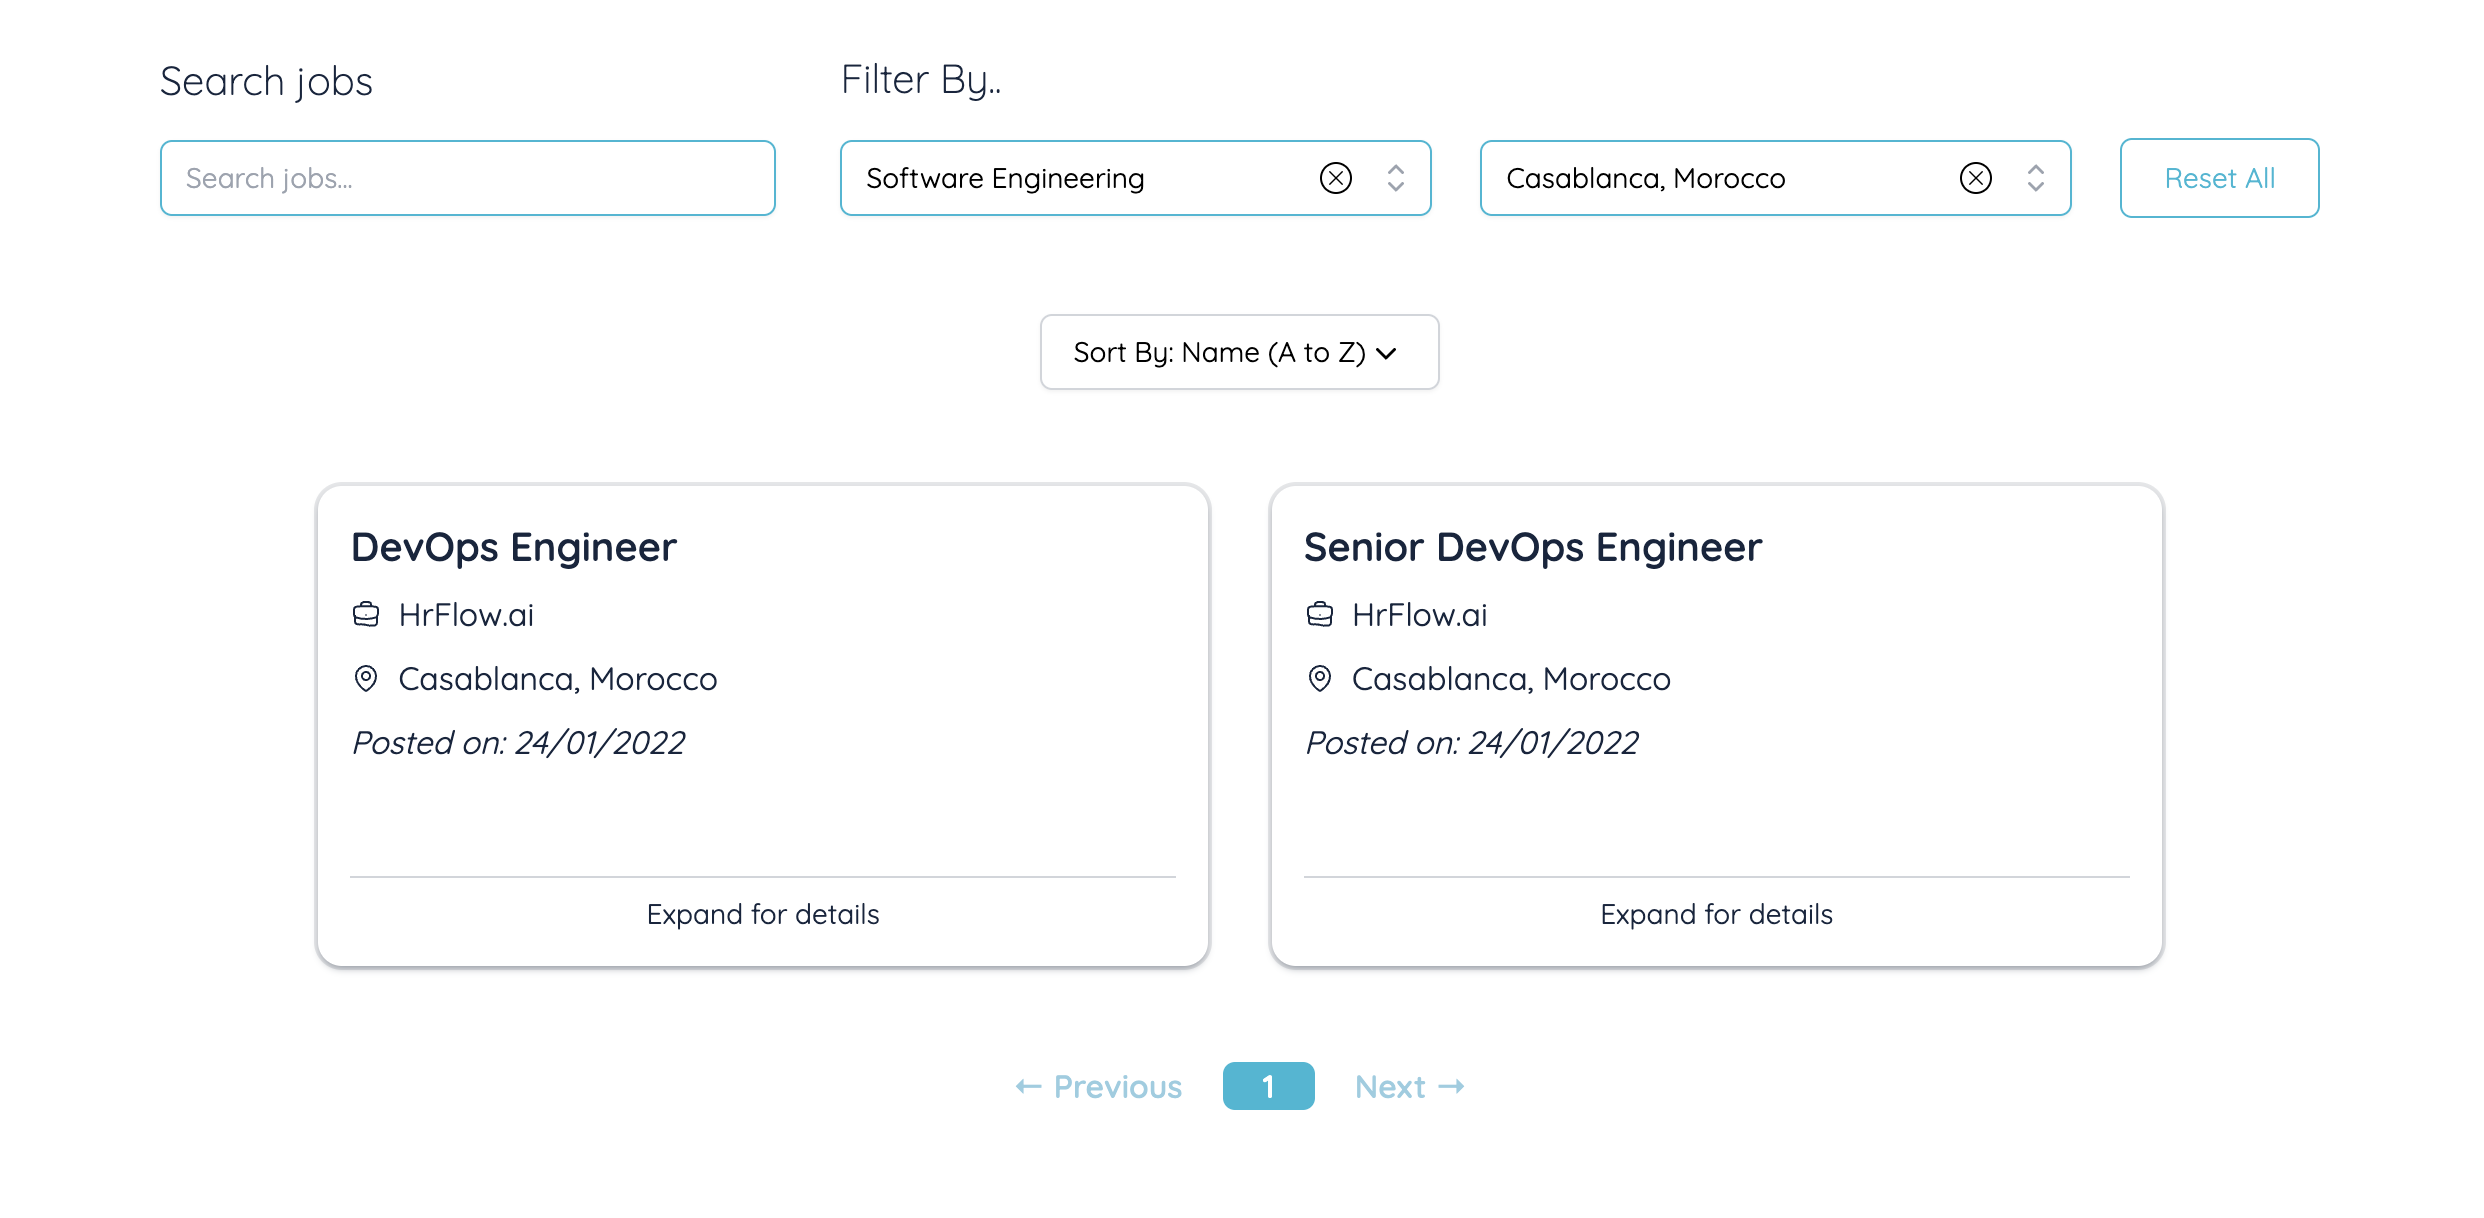 Search jobs
Filter By..
Search jobs...
Software Engineering
Casablanca, Morocco
Reset All
Sort By: Name (A to Z)
DevOps Engineer
HrFlow.ai
Casablanca, Morocco
Posted on: 24/01/2022
Expand for details
Senior DevOps Engineer
HrFlow.ai
Casablanca, Morocco
Posted on: 24/01/2022
Expand for details
← Previous
1
Next →